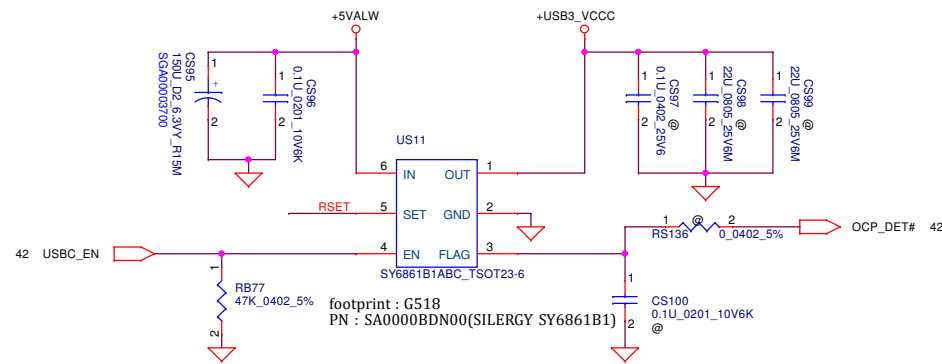 +5VALW
+USB3_VCCC
1
+
2
CS95
150U_D2_6.3VY_R15M
SGA00003700
1
2
CS96
0.1U_0201_10V6K
1
2
CS97
0.1U_0402_25V6
@
1
2
CS98
22U_0805_25V6M
@
1
2
CS99
22U_0805_25V6M
@
US11
6 IN OUT 1
RSET 5 SET GND 2
42 USBC_EN 4 EN FLAG 3
SY6861B1ABC_TSOT23-6
1 @ 2
RS136 0_0402_5%
OCP_DET# 42
1
RB77
47K_0402_5%
2
footprint : G518
PN : SA0000BDN00(SILERGY SY6861B1)
1
CS100
0.1U_0201_10V6K
2
@